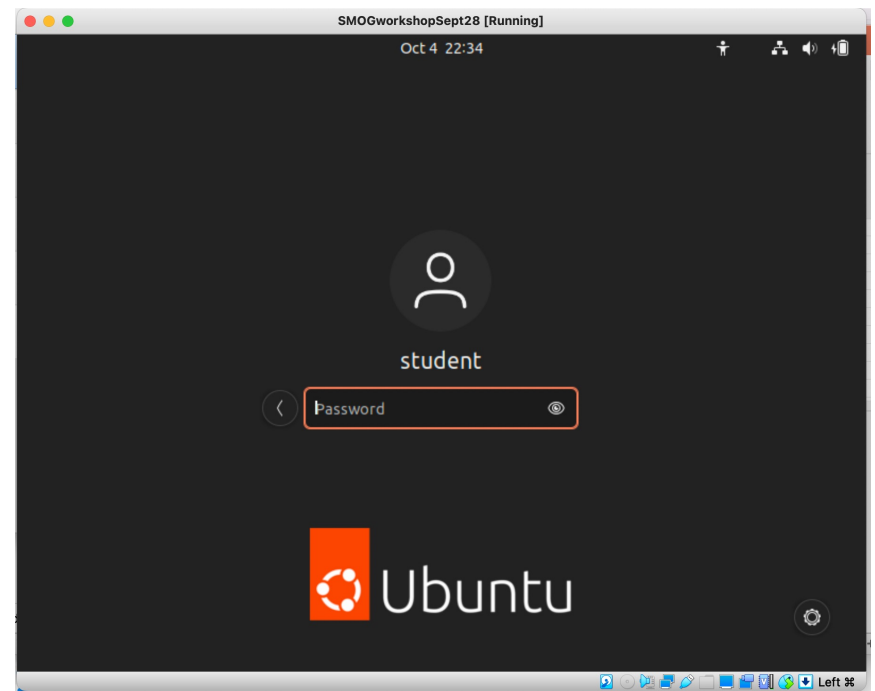 SMOGworkshopSept28 [Running]
Oct 4 22:34
student
Password
Ubuntu
Left ⌘